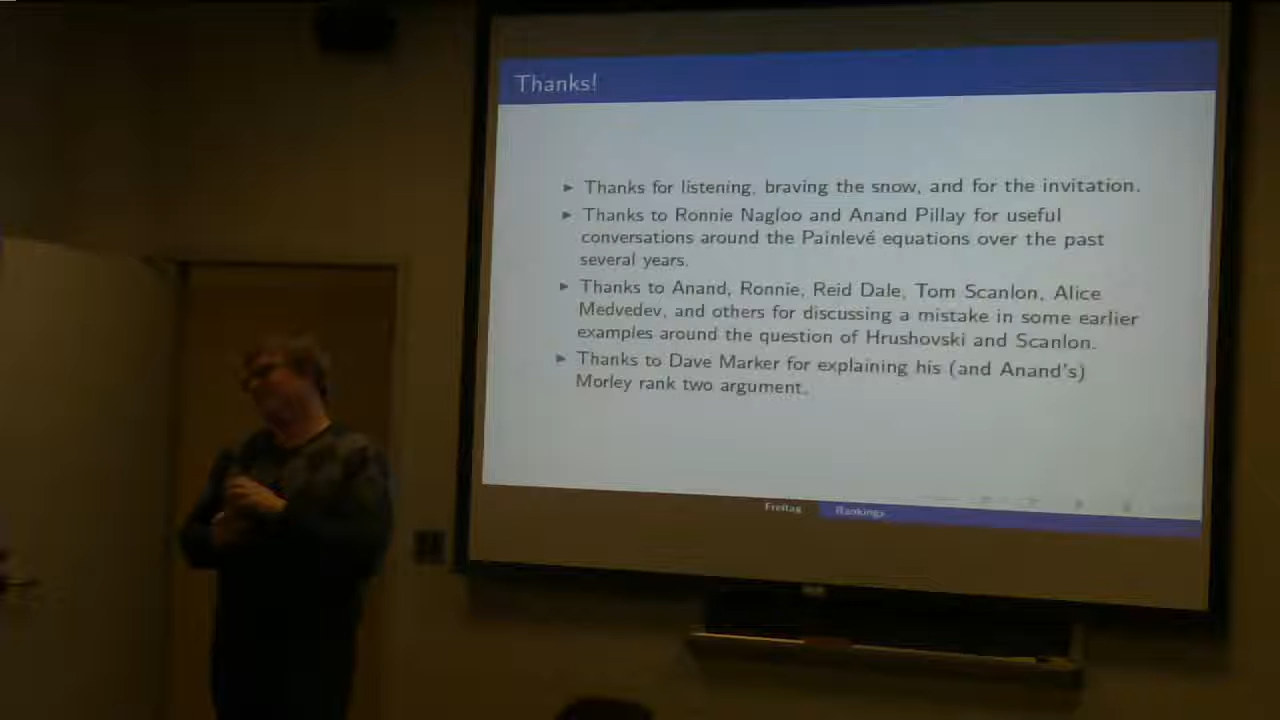 Thanks!
▶ Thanks for listening, braving the snow, and for the invitation.
▶ Thanks to Ronnie Nagloo and Anand Pillay for useful
conversations around the Painlevé equations over the past
several years.
▶ Thanks to Anand, Ronnie, Reid Dale, Tom Scanlon, Alice
Medvedev, and others for discussing a mistake in some earlier
examples around the question of Hrushovski and Scanlon.
▶ Thanks to Dave Marker for explaining his (and Anand's)
Morley rank two argument.
Freitag Rankings